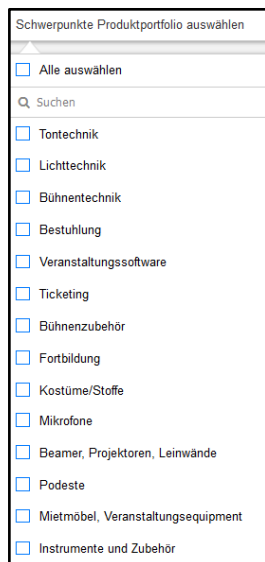 Schwerpunkte Produktportfolio auswählen
Alle auswählen
Suchen
Tontechnik
Lichttechnik
Bühnentechnik
Bestuhlung
Veranstaltungssoftware
Ticketing
Bühnenzubehör
Fortbildung
Kostüme/Stoffe
Mikrofone
Beamer, Projektoren, Leinwände
Podeste
Mietmöbel, Veranstaltungsequipment
Instrumente und Zubehör